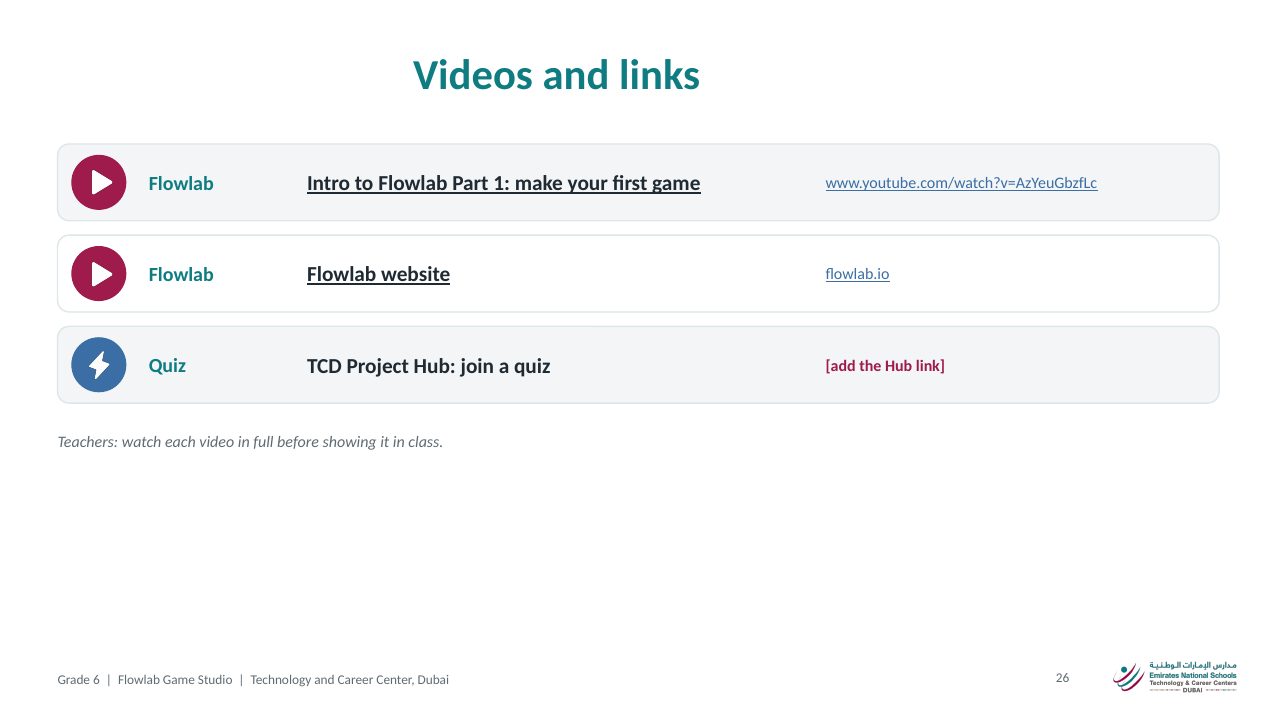 Videos and links
Flowlab Intro to Flowlab Part 1: make your first game www.youtube.com/watch?v=AzYeuGbzfLc
Flowlab Flowlab website flowlab.io
Quiz TCD Project Hub: join a quiz [add the Hub link]
Teachers: watch each video in full before showing it in class.
Grade 6 | Flowlab Game Studio | Technology and Career Center, Dubai
26
مدارس الإمارات الوطنية
Emirates National Schools
Technology & Career Centers
DUBAI